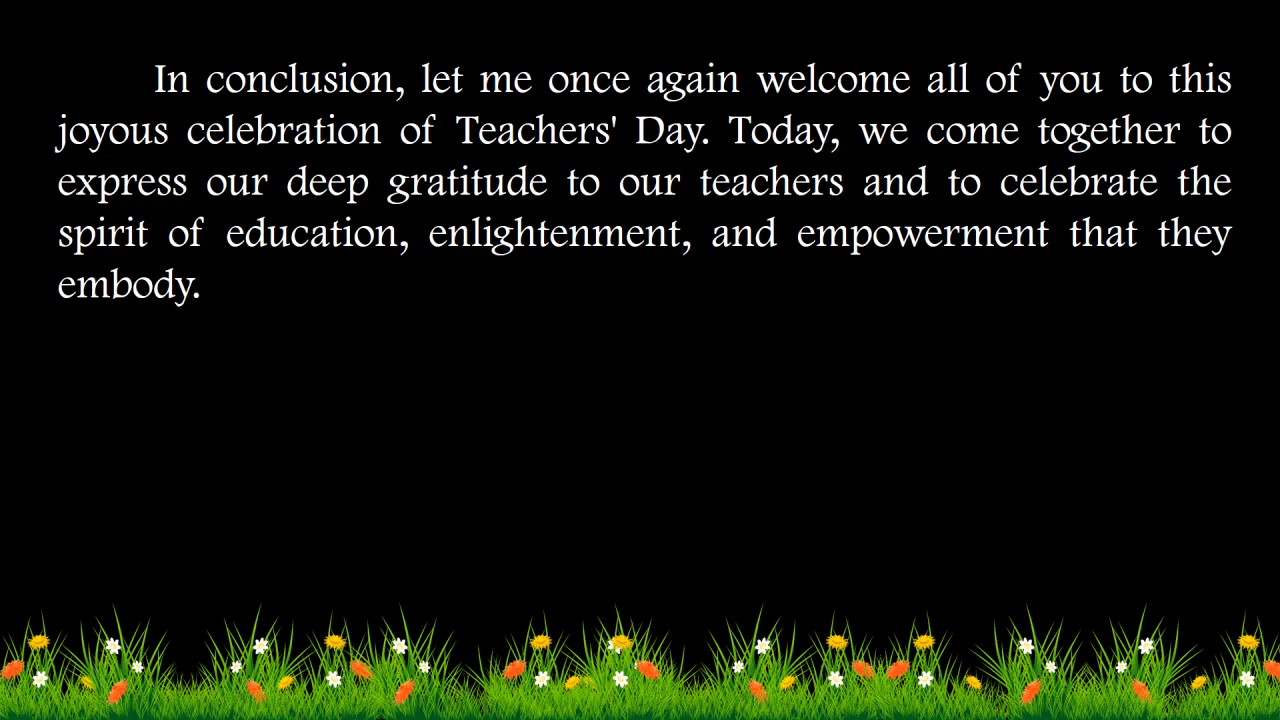 In conclusion, let me once again welcome all of you to this
joyous celebration of Teachers' Day. Today, we come together to
express our deep gratitude to our teachers and to celebrate the
spirit of education, enlightenment, and empowerment that they
embody.